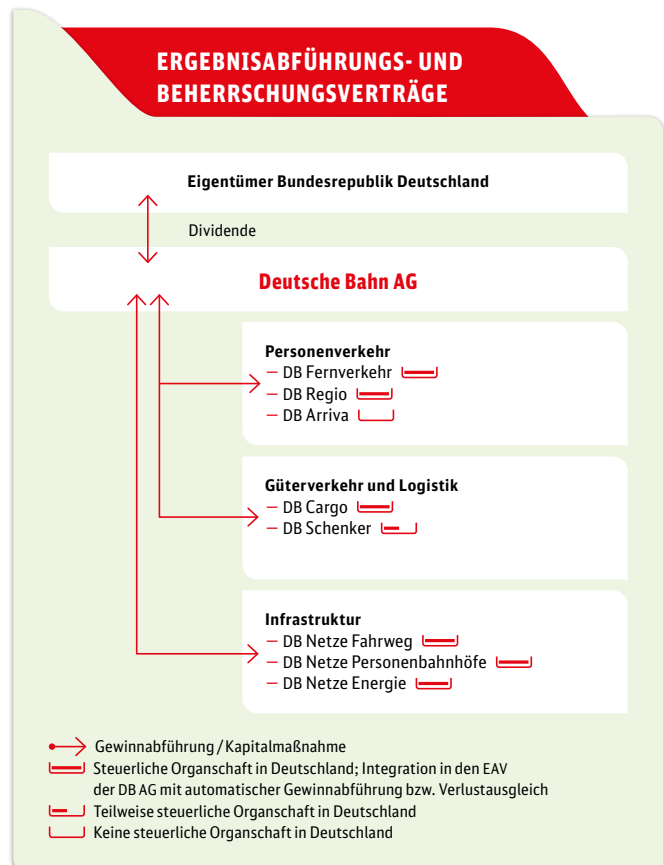 ERGEBNISABFÜHRUNGS- UND
BEHERRSCHUNGSVERTRÄGE
Eigentümer Bundesrepublik Deutschland
Dividende
Deutsche Bahn AG
Personenverkehr
– DB Fernverkehr
– DB Regio
– DB Arriva
Güterverkehr und Logistik
– DB Cargo
– DB Schenker
Infrastruktur
– DB Netze Fahrweg
– DB Netze Personenbahnhöfe
– DB Netze Energie
Gewinnabführung / Kapitalmaßnahme
Steuerliche Organschaft in Deutschland; Integration in den EAV
der DB AG mit automatischer Gewinnabführung bzw. Verlustausgleich
Teilweise steuerliche Organschaft in Deutschland
Keine steuerliche Organschaft in Deutschland